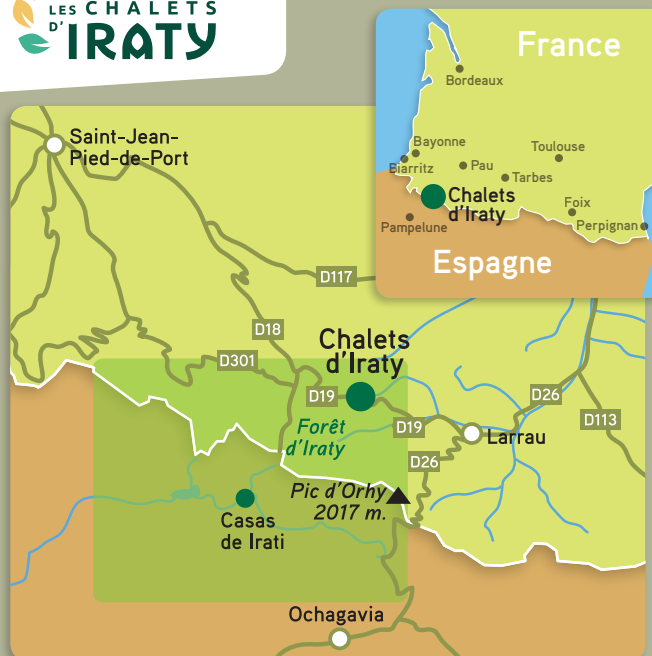 LES CHALETS
D'IRATY
France
Bordeaux
Bayonne
Biarritz
Pau
Toulouse
Tarbes
Chalets
d'Iraty
Foix
Perpignan
Pampelune
Espagne
Saint-Jean-
Pied-de-Port
D117
D18
Chalets
d'Iraty
D301
D19
D26
Forêt
d'Iraty
D19
D113
Larrau
D26
Pic d'Orhy
2017 m.
Casas
de Irati
Ochagavia